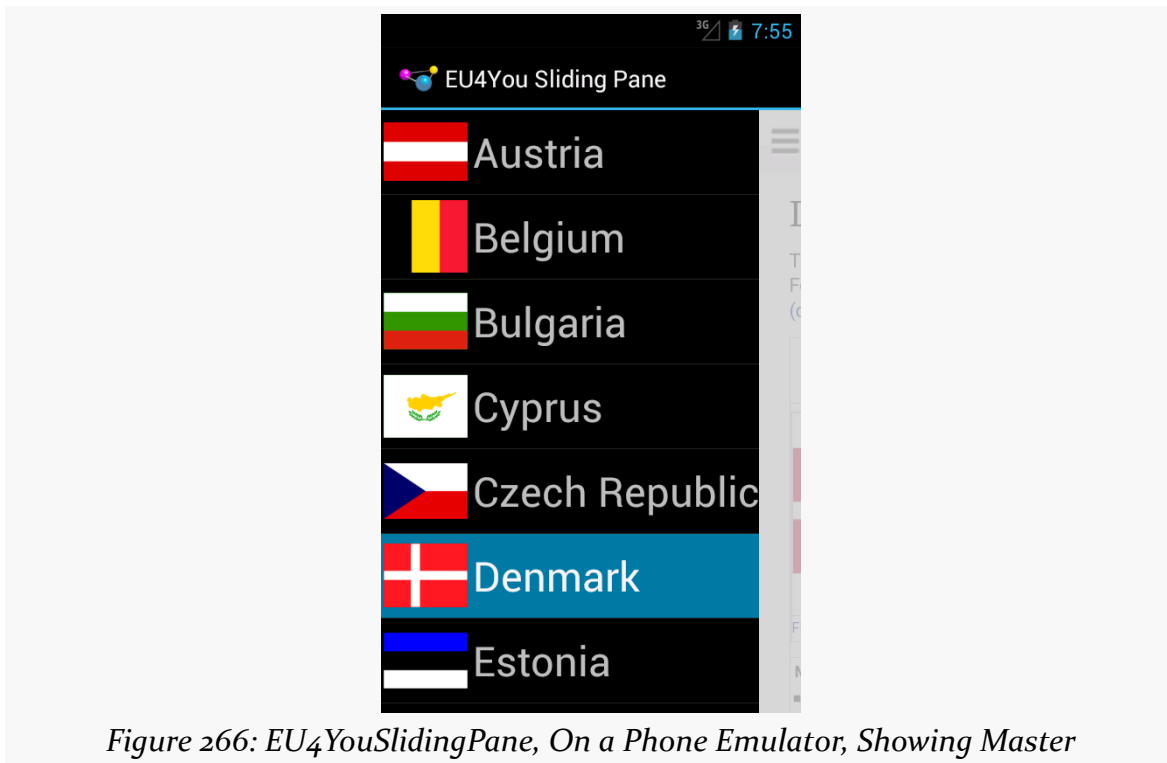 3G 7:55
EU4You Sliding Pane
Austria
Belgium
Bulgaria
Cyprus
Czech Republic
Denmark
Estonia
Figure 266: EU4YouSlidingPane, On a Phone Emulator, Showing Master